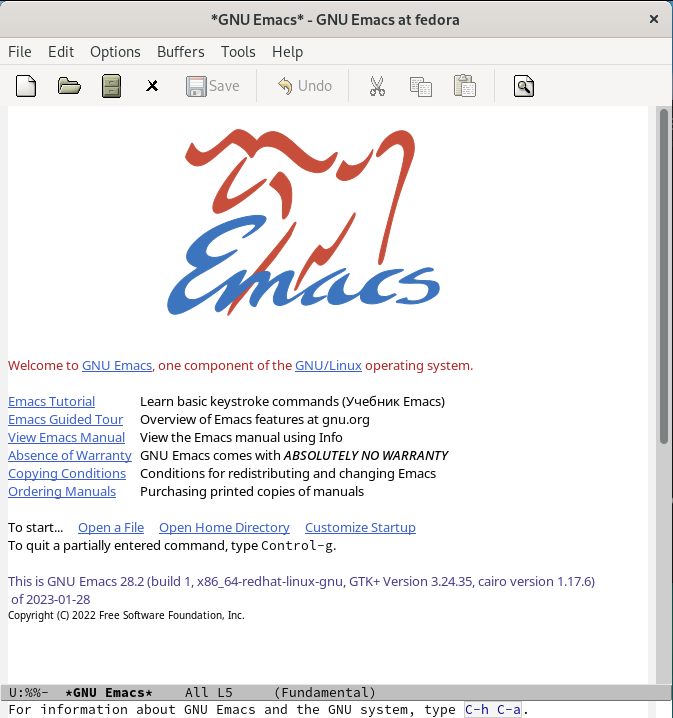 *GNU Emacs* - GNU Emacs at fedora
File Edit Options Buffers Tools Help
Save Undo
Emacs
Welcome to GNU Emacs, one component of the GNU/Linux operating system.
Emacs Tutorial Learn basic keystroke commands (Учебник Emacs)
Emacs Guided Tour Overview of Emacs features at gnu.org
View Emacs Manual View the Emacs manual using Info
Absence of Warranty GNU Emacs comes with ABSOLUTELY NO WARRANTY
Copying Conditions Conditions for redistributing and changing Emacs
Ordering Manuals Purchasing printed copies of manuals
To start... Open a File Open Home Directory Customize Startup
To quit a partially entered command, type Control-g.
This is GNU Emacs 28.2 (build 1, x86_64-redhat-linux-gnu, GTK+ Version 3.24.35, cairo version 1.17.6)
of 2023-01-28
Copyright (C) 2022 Free Software Foundation, Inc.
U:%%- *GNU Emacs* All L5 (Fundamental)
For information about GNU Emacs and the GNU system, type C-h C-a.